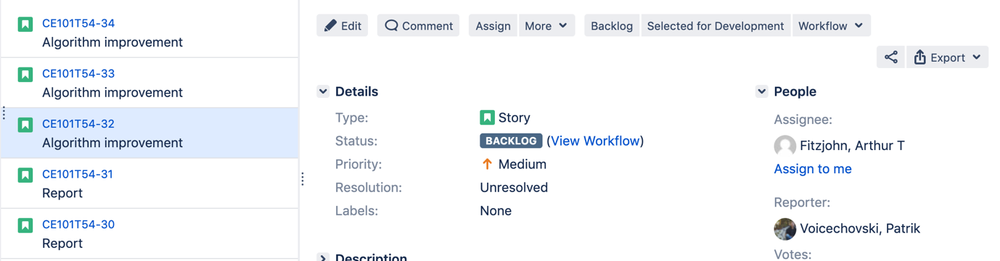 CE101T54-34
Algorithm improvement
CE101T54-33
Algorithm improvement
CE101T54-32
Algorithm improvement
CE101T54-31
Report
CE101T54-30
Report
Edit Comment Assign More Backlog Selected for Development Workflow
Export
Details
Type: Story
Status: BACKLOG (View Workflow)
Priority: Medium
Resolution: Unresolved
Labels: None
Description
People
Assignee:
Fitzjohn, Arthur T
Assign to me
Reporter:
Voicechovski, Patrik
Votes: